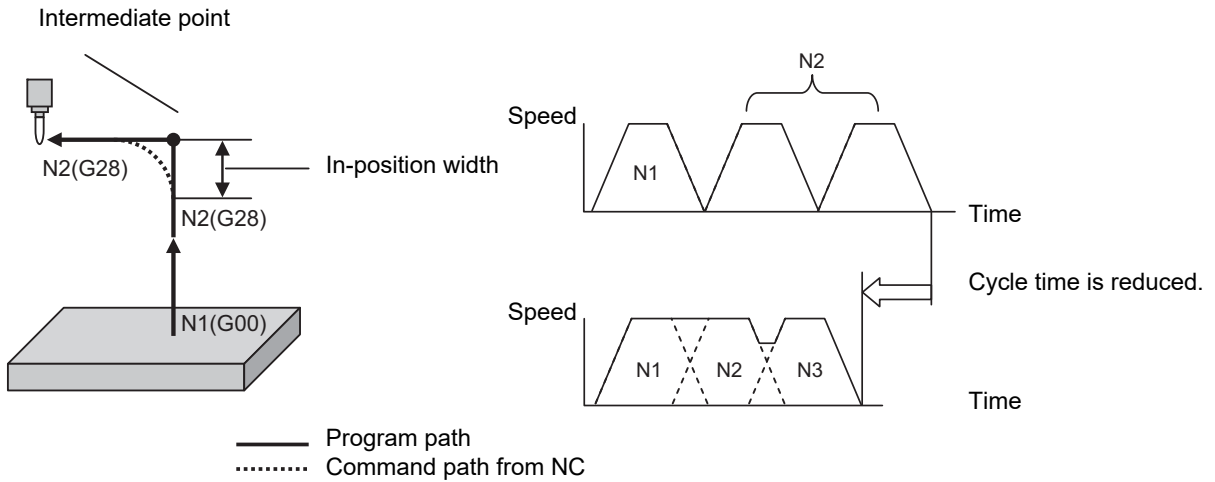 Intermediate point
N2(G28)
In-position width
N2(G28)
N1(G00)
N2
Speed
N1
Time
Cycle time is reduced.
Speed
N1 N2 N3
Time
Program path
Command path from NC